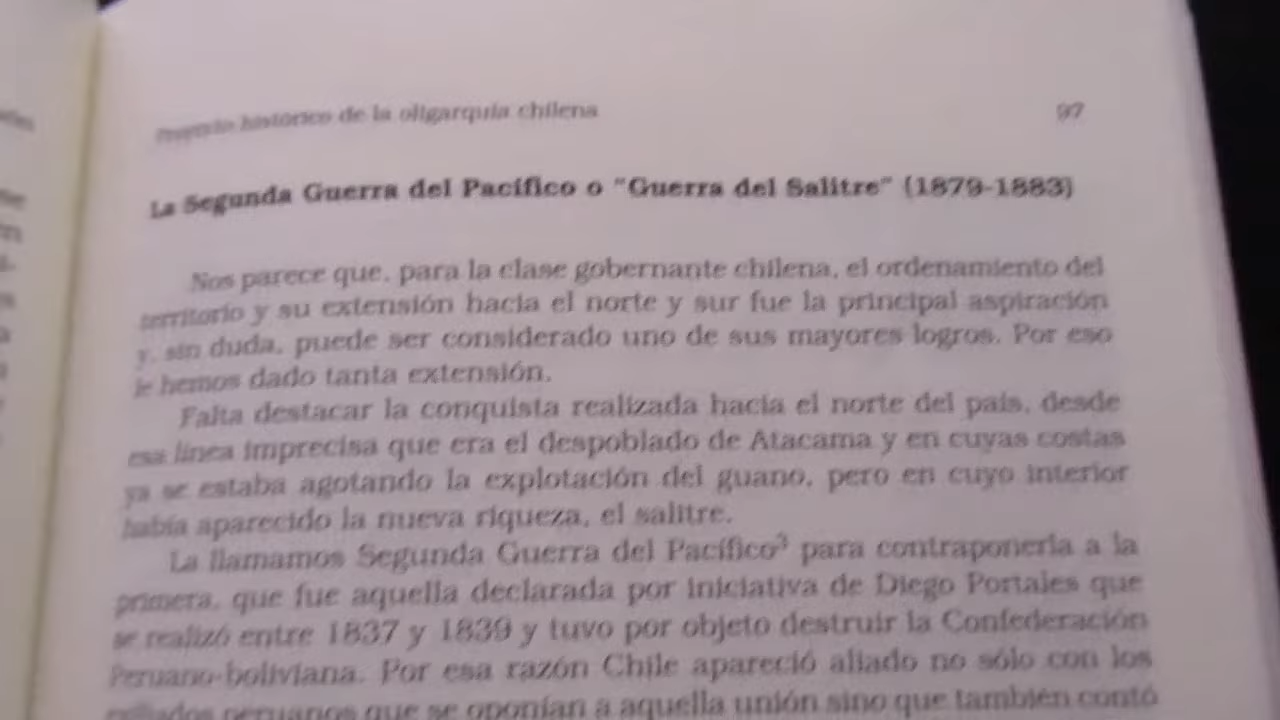 Proyecto histórico de la oligarquía chilena 97
La Segunda Guerra del Pacífico o "Guerra del Salitre" (1879-1883)
Nos parece que, para la clase gobernante chilena, el ordenamiento del
territorio y su extensión hacia el norte y sur fue la principal aspiración
y, sin duda, puede ser considerado uno de sus mayores logros. Por eso
le hemos dado tanta extensión.
Falta destacar la conquista realizada hacia el norte del país, desde
esa línea imprecisa que era el despoblado de Atacama y en cuyas costas
ya se estaba agotando la explotación del guano, pero en cuyo interior
había aparecido la nueva riqueza, el salitre.
La llamamos Segunda Guerra del Pacífico³ para contraponerla a la
primera, que fue aquella declarada por iniciativa de Diego Portales que
se realizó entre 1837 y 1839 y tuvo por objeto destruir la Confederación
Peruano-boliviana. Por esa razón Chile apareció aliado no sólo con los
exiliados peruanos que se oponían a aquella unión sino que también contó